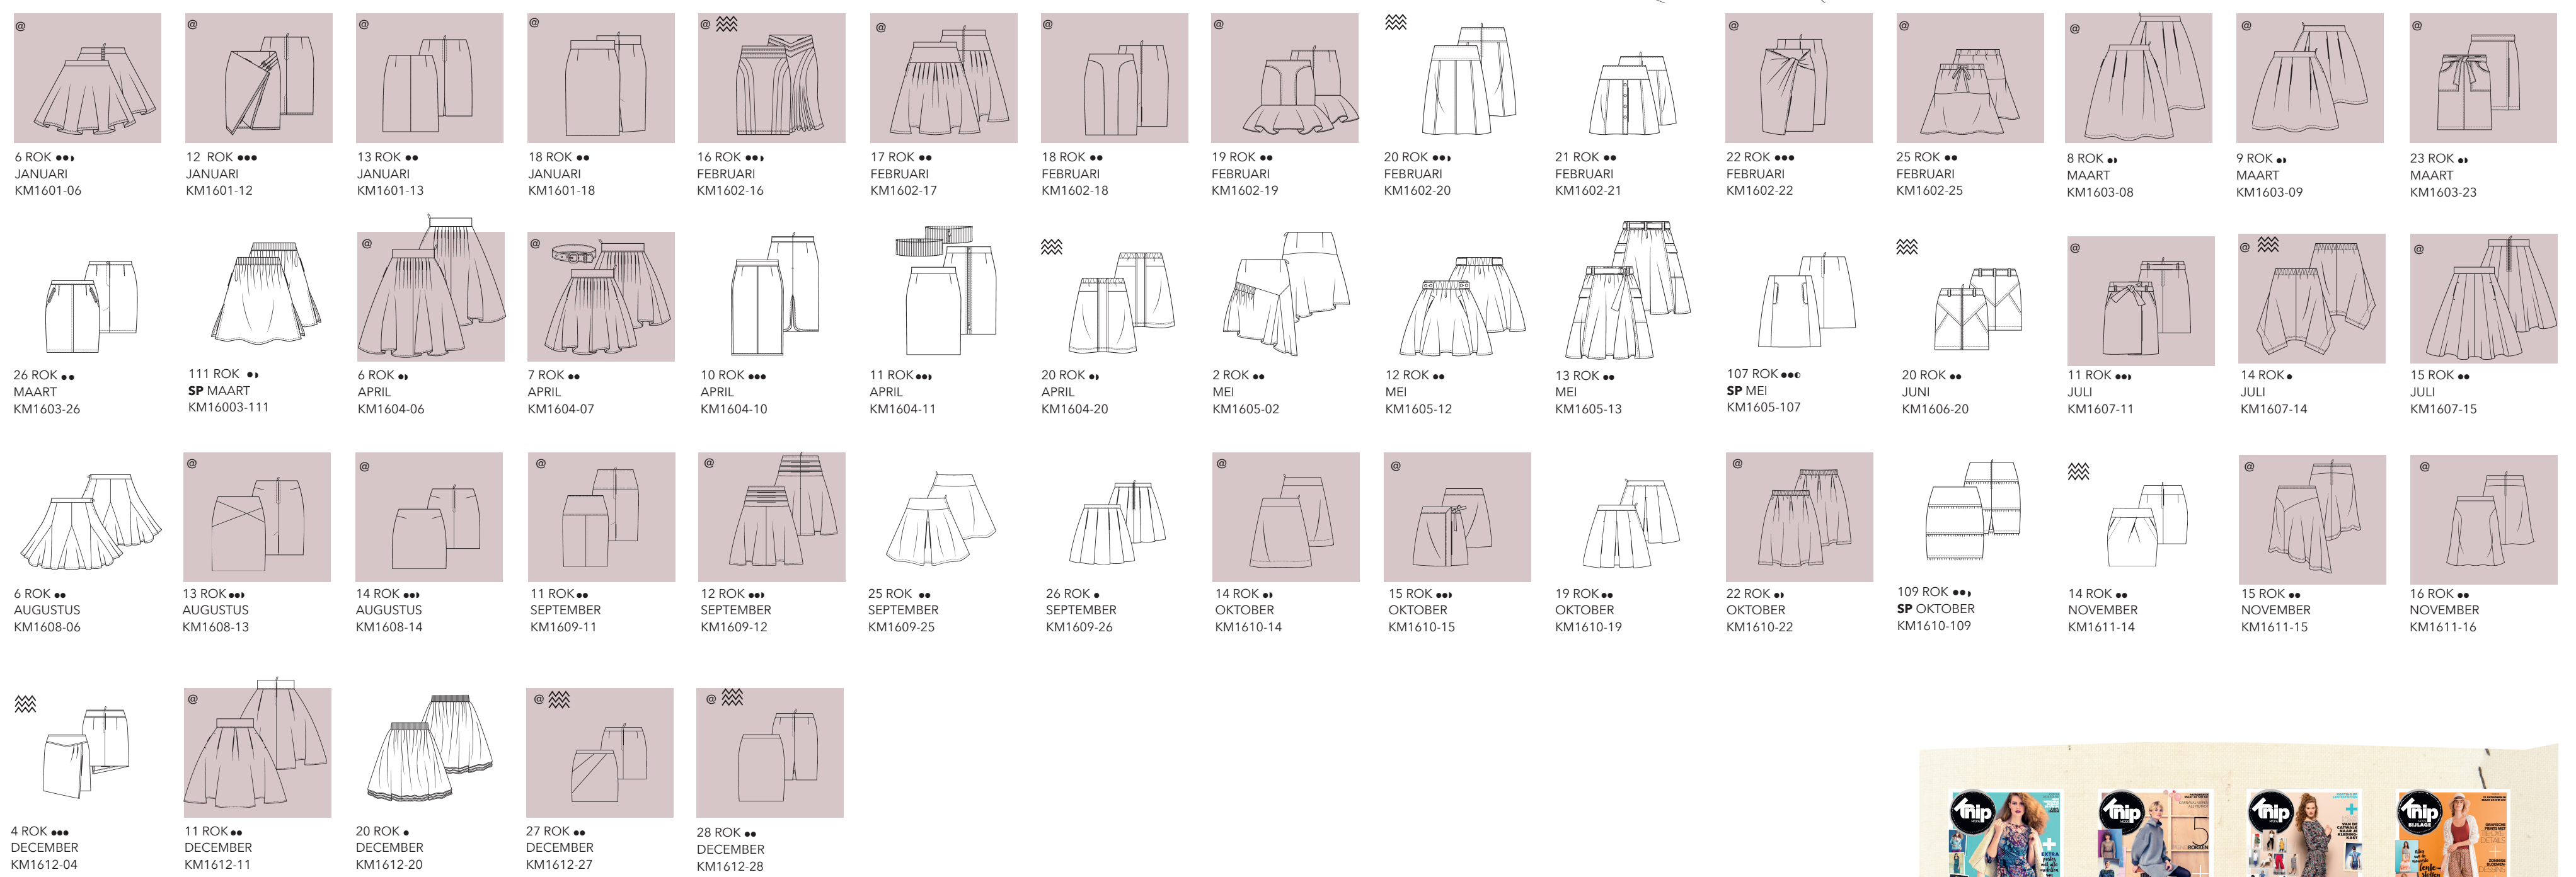 @
6 ROK ●●◗
JANUARI
KM1601-06
@
12 ROK ●●●
JANUARI
KM1601-12
@
13 ROK ●●
JANUARI
KM1601-13
@
18 ROK ●●
JANUARI
KM1601-18
@
16 ROK ●●◗
FEBRUARI
KM1602-16
@
17 ROK ●●
FEBRUARI
KM1602-17
@
18 ROK ●●
FEBRUARI
KM1602-18
@
19 ROK ●●
FEBRUARI
KM1602-19
20 ROK ●●◗
FEBRUARI
KM1602-20
21 ROK ●●
FEBRUARI
KM1602-21
@
22 ROK ●●●
FEBRUARI
KM1602-22
@
25 ROK ●●
FEBRUARI
KM1602-25
@
8 ROK ●◗
MAART
KM1603-08
@
9 ROK ●◗
MAART
KM1603-09
@
23 ROK ●◗
MAART
KM1603-23
26 ROK ●●
MAART
KM1603-26
111 ROK ●◗
SP MAART
KM16003-111
@
6 ROK ●◗
APRIL
KM1604-06
@
7 ROK ●●
APRIL
KM1604-07
10 ROK ●●●
APRIL
KM1604-10
11 ROK ●●◗
APRIL
KM1604-11
20 ROK ●◗
APRIL
KM1604-20
2 ROK ●●
MEI
KM1605-02
12 ROK ●●
MEI
KM1605-12
13 ROK ●●
MEI
KM1605-13
107 ROK ●●◐
SP MEI
KM1605-107
20 ROK ●●
JUNI
KM1606-20
@
11 ROK ●●◗
JULI
KM1607-11
@
14 ROK ●
JULI
KM1607-14
@
15 ROK ●●
JULI
KM1607-15
6 ROK ●●
AUGUSTUS
KM1608-06
@
13 ROK ●●◗
AUGUSTUS
KM1608-13
@
14 ROK ●●◗
AUGUSTUS
KM1608-14
@
11 ROK ●●
SEPTEMBER
KM1609-11
@
12 ROK ●●◗
SEPTEMBER
KM1609-12
25 ROK ●●
SEPTEMBER
KM1609-25
26 ROK ●
SEPTEMBER
KM1609-26
@
14 ROK ●◗
OKTOBER
KM1610-14
@
15 ROK ●●◗
OKTOBER
KM1610-15
19 ROK ●●
OKTOBER
KM1610-19
@
22 ROK ●◗
OKTOBER
KM1610-22
109 ROK ●●◗
SP OKTOBER
KM1610-109
14 ROK ●●
NOVEMBER
KM1611-14
@
15 ROK ●●
NOVEMBER
KM1611-15
@
16 ROK ●●
NOVEMBER
KM1611-16
4 ROK ●●●
DECEMBER
KM1612-04
@
11 ROK ●●
DECEMBER
KM1612-11
20 ROK ●
DECEMBER
KM1612-20
@
27 ROK ●●
DECEMBER
KM1612-27
@
28 ROK ●●
DECEMBER
KM1612-28
Knip
EXTRA
Knip
5
ROKKEN
Knip
VAN DE
CATWALK
NAAR JE
KLEDING-
KAST
Knip
BIJLAGE